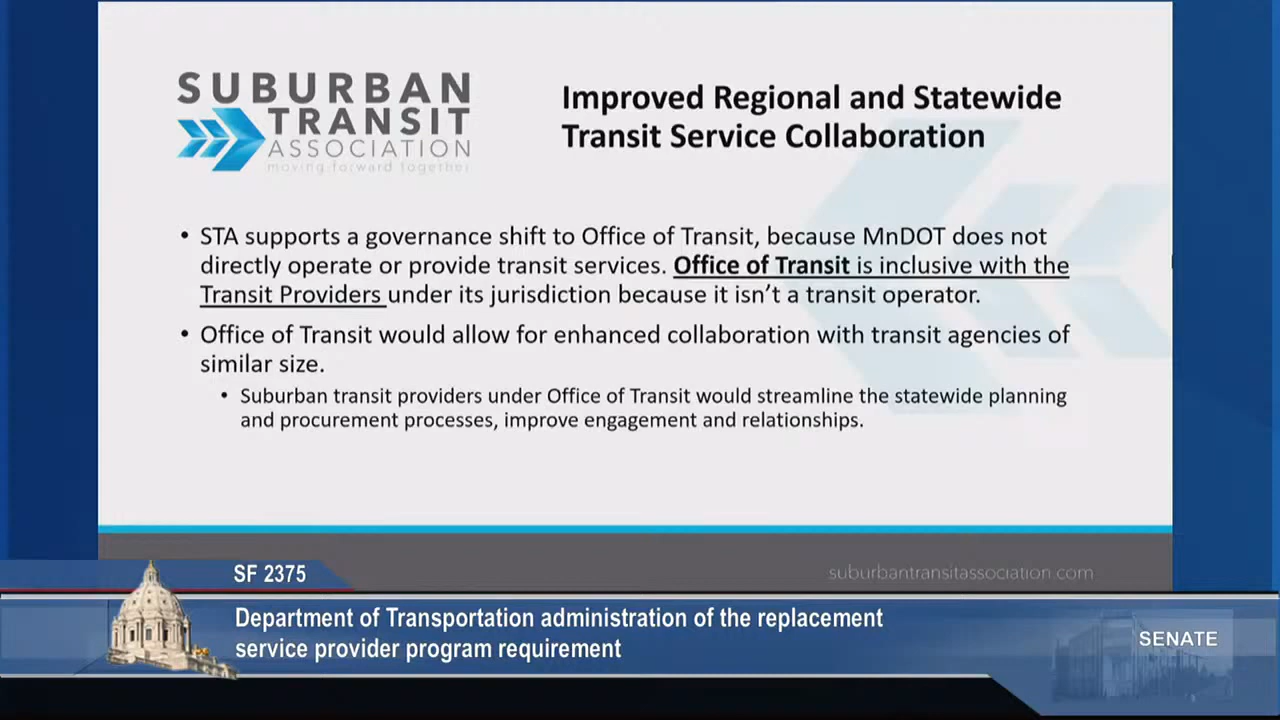 SUBURBAN
TRANSIT
ASSOCIATION
moving forward together
Improved Regional and Statewide
Transit Service Collaboration
• STA supports a governance shift to Office of Transit, because MnDOT does not
directly operate or provide transit services. Office of Transit is inclusive with the
Transit Providers under its jurisdiction because it isn't a transit operator.
• Office of Transit would allow for enhanced collaboration with transit agencies of
similar size.
• Suburban transit providers under Office of Transit would streamline the statewide planning
and procurement processes, improve engagement and relationships.
suburbantransitassociation.com
SF 2375
Department of Transportation administration of the replacement
service provider program requirement
SENATE